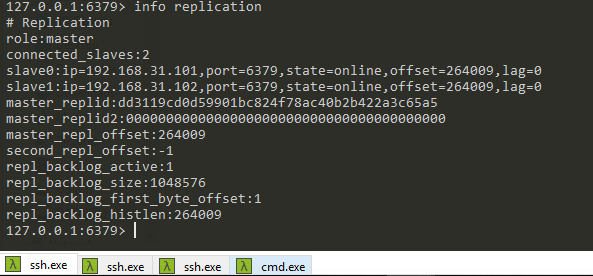 127.0.0.1:6379> info replication
# Replication
role:master
connected_slaves:2
slave0:ip=192.168.31.101,port=6379,state=online,offset=264009,lag=0
slave1:ip=192.168.31.102,port=6379,state=online,offset=264009,lag=0
master_replid:dd3119cd0d59901bc824f78ac40b2b422a3c65a5
master_replid2:0000000000000000000000000000000000000000
master_repl_offset:264009
second_repl_offset:-1
repl_backlog_active:1
repl_backlog_size:1048576
repl_backlog_first_byte_offset:1
repl_backlog_histlen:264009
127.0.0.1:6379>
λ ssh.exe λ ssh.exe λ ssh.exe λ cmd.exe